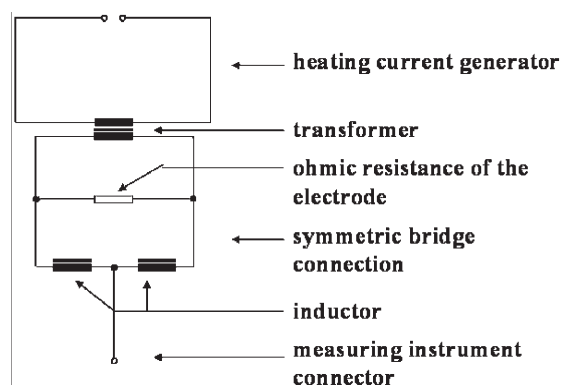 heating current generator
transformer
ohmic resistance of the
electrode
symmetric bridge
connection
inductor
measuring instrument
connector